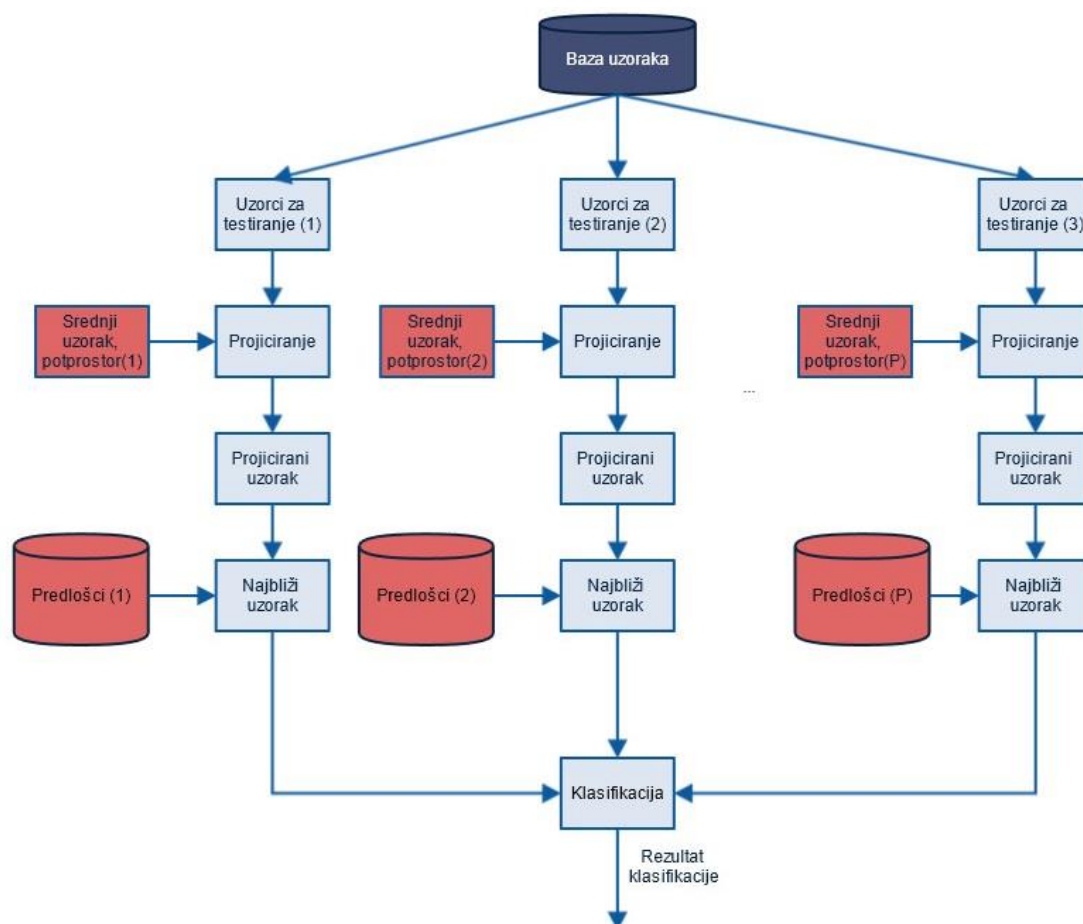 Baza uzoraka
Uzorci za
testiranje (1)
Uzorci za
testiranje (2)
Uzorci za
testiranje (3)
Srednji
uzorak,
potprostor(1)
Projiciranje
Srednji
uzorak,
potprostor(2)
Projiciranje
...
Srednji
uzorak,
potprostor(P)
Projiciranje
Projicirani
uzorak
Projicirani
uzorak
Projicirani
uzorak
Predlošci (1)
Najbliži
uzorak
Predlošci (2)
Najbliži
uzorak
Predlošci (P)
Najbliži
uzorak
Klasifikacija
Rezultat
klasifikacije